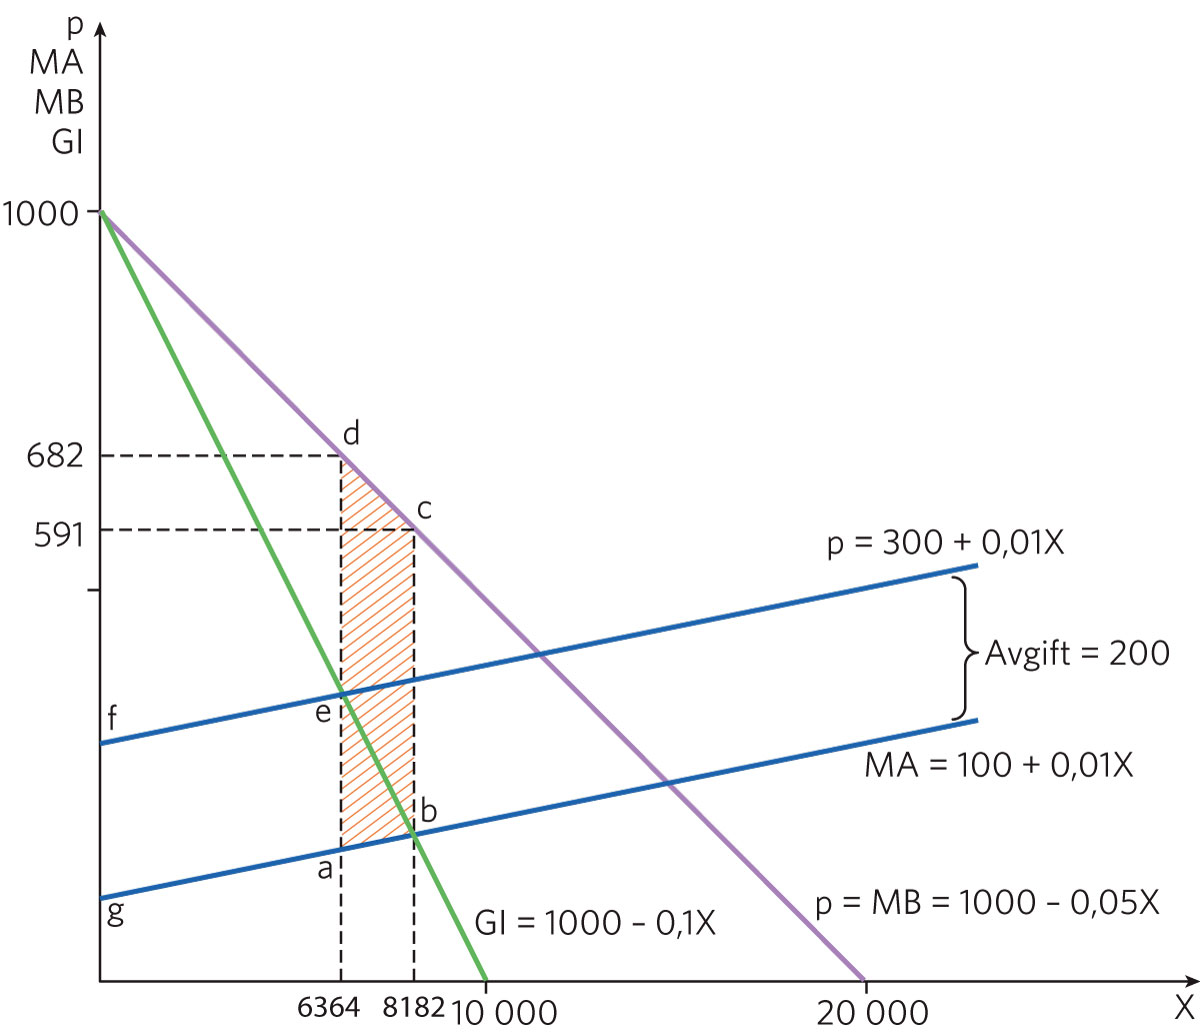 p
MA
MB
GI
1000
682
d
591
c
p = 300 + 0,01X
Avgift = 200
f
e
MA = 100 + 0,01X
b
a
g
GI = 1000 – 0,1X
p = MB = 1000 – 0,05X
6364
8182
10 000
20 000
X